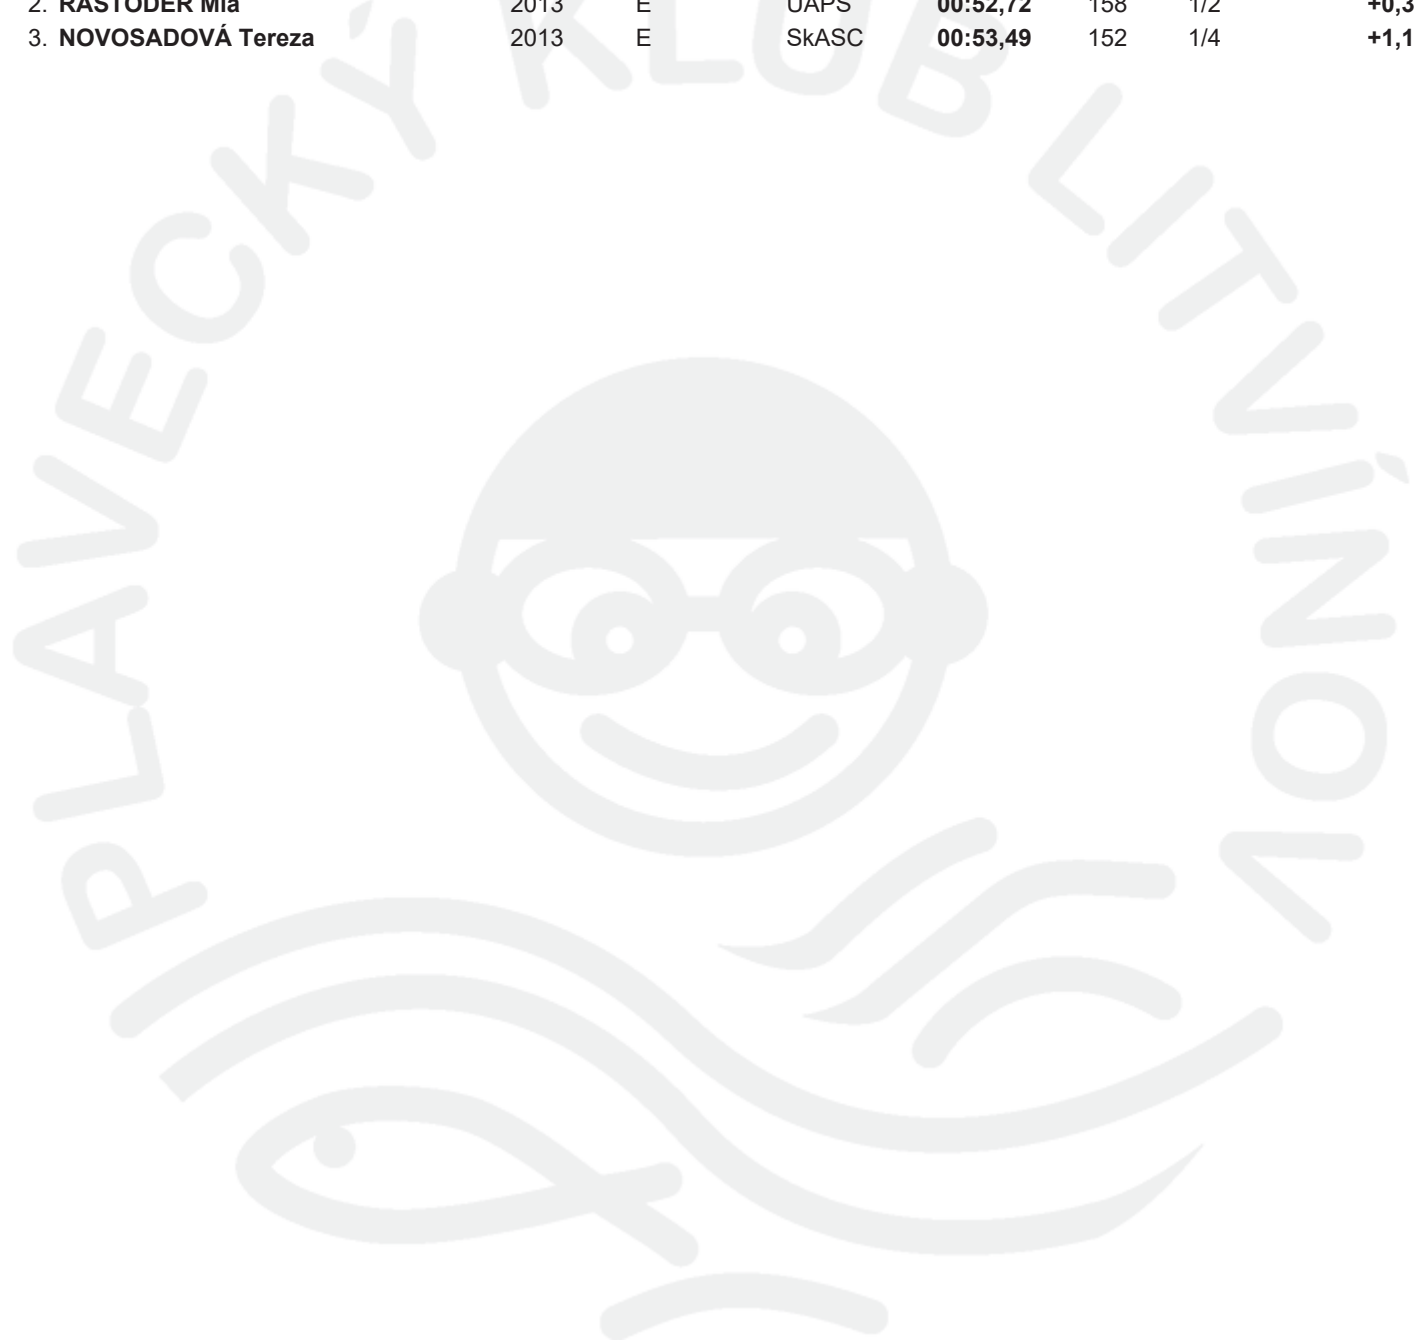 2. RASTODER Mia 2013 E UAPS 00:52,72 158 1/2 +0,3
3. NOVOSADOVÁ Tereza 2013 E SkASC 00:53,49 152 1/4 +1,1
PLAVECKÝ KLUB LITVÍNOV